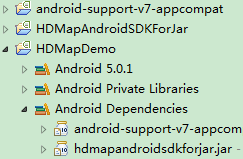 android-support-v7-appcompat
HDMapAndroidSDKForJar
HDMapDemo
Android 5.0.1
Android Private Libraries
Android Dependencies
android-support-v7-appcom
hdmapandroidsdkforjar.jar -